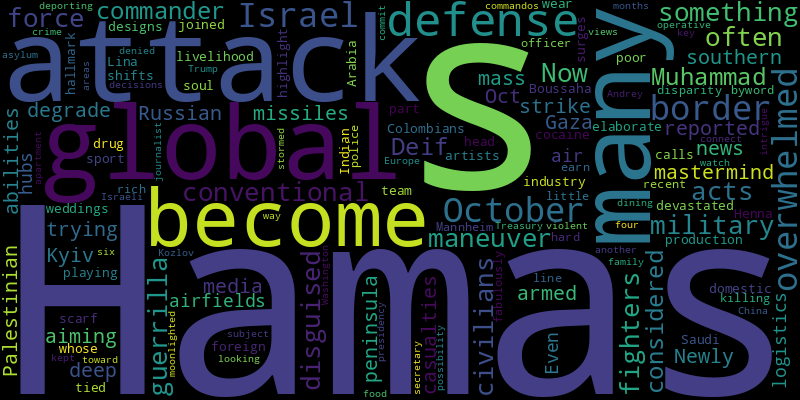 force
commander
Israel
defense
commandos
wear
something
deporting
designs
joined
commit
officer
surges
months
operative
often
crime
hallmark
Lina
denied
livelihood
highlight
Arabia
views
key
poor
southern
asylum
areas
shifts
Trump
soul
attack
S
mass
Now
many
Muhammad
decisions
Oct
Boussaha
disparity
byword
degrade
Russian
missiles
strike
Andrey
border
overwhelmed
abilities
hubs
journalist
global
part
Colombians
Gaza
elaborate
reported
drug
sport
stormed
Indian
police
Deif
head
cocaine
air
calls
news
intrigue
apartment
Israeli
rich
Europe
artists
earn
watch
connect
conventional
team
industry
recent
mastermind
weddings
become
way
October
little
devastated
acts
dining
Henna
trying
six
Mannheim
Treasury
violent
four
military
Kyiv
Kozlov
maneuver
hard
another
production
Palestinian
playing
Hamas
guerrilla
media
disguised
Washington
peninsula
casualties
civilians
fabulously
line
family
fighters
considered
domestic
logistics
scarf
airfields
armed
killing
China
aiming
moonlighted
subject
presidency
possibility
Even
Saudi
whose
foreign
secretary
Newly
kept
toward
looking
deep
tied
food